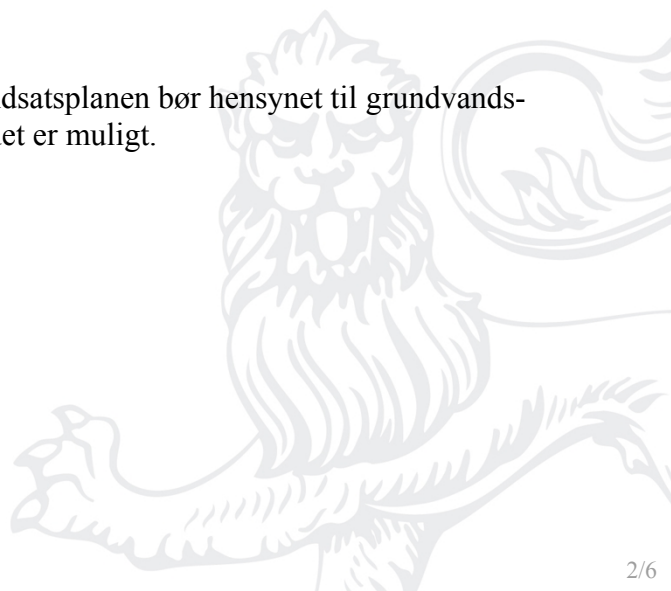 dsatsplanen bør hensynet til grundvands-
et er muligt.
2/6